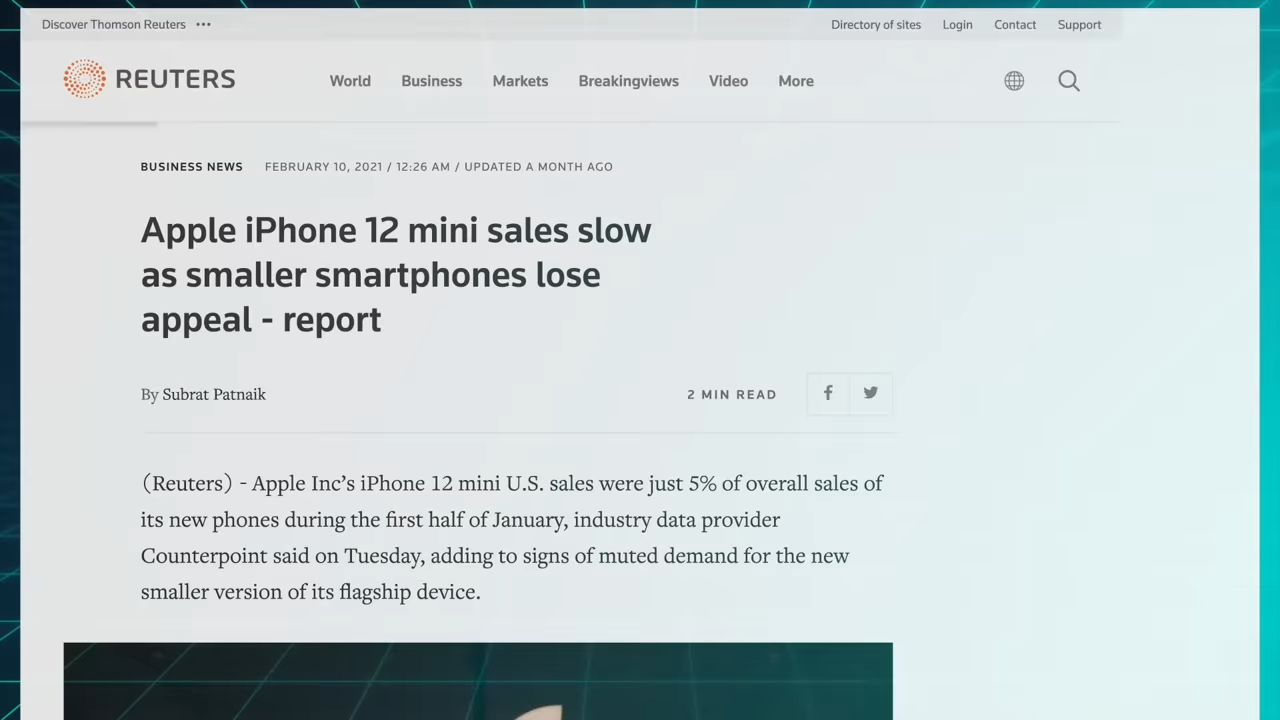 Discover Thomson Reuters •••
Directory of sites Login Contact Support
REUTERS
World Business Markets Breakingviews Video More
BUSINESS NEWS FEBRUARY 10, 2021 / 12:26 AM / UPDATED A MONTH AGO
Apple iPhone 12 mini sales slow
as smaller smartphones lose
appeal - report
By Subrat Patnaik
2 MIN READ
(Reuters) - Apple Inc’s iPhone 12 mini U.S. sales were just 5% of overall sales of
its new phones during the first half of January, industry data provider
Counterpoint said on Tuesday, adding to signs of muted demand for the new
smaller version of its flagship device.